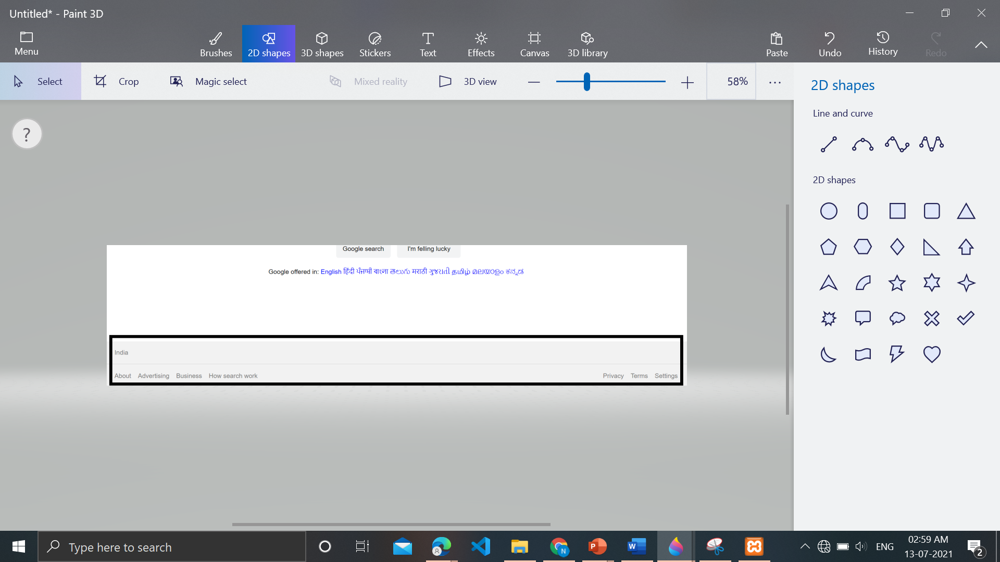 Untitled* - Paint 3D
Menu
Brushes
2D shapes
3D shapes
Stickers
Text
Effects
Canvas
3D library
Paste
Undo
History
Redo
Select
Crop
Magic select
Mixed reality
3D view
58%
2D shapes
Line and curve
2D shapes
?
Google search
I'm felling lucky
Google offered in: English हिंदी ਪੰਜਾਬੀ বাংলা తెలుగు मराठी ગુજરાતી தமிழ் മലയാളം ಕನ್ನಡ
India
About Advertising Business How search work
Privacy Terms Settings
Type here to search
N
P
W
ENG
02:59 AM
13-07-2021
2